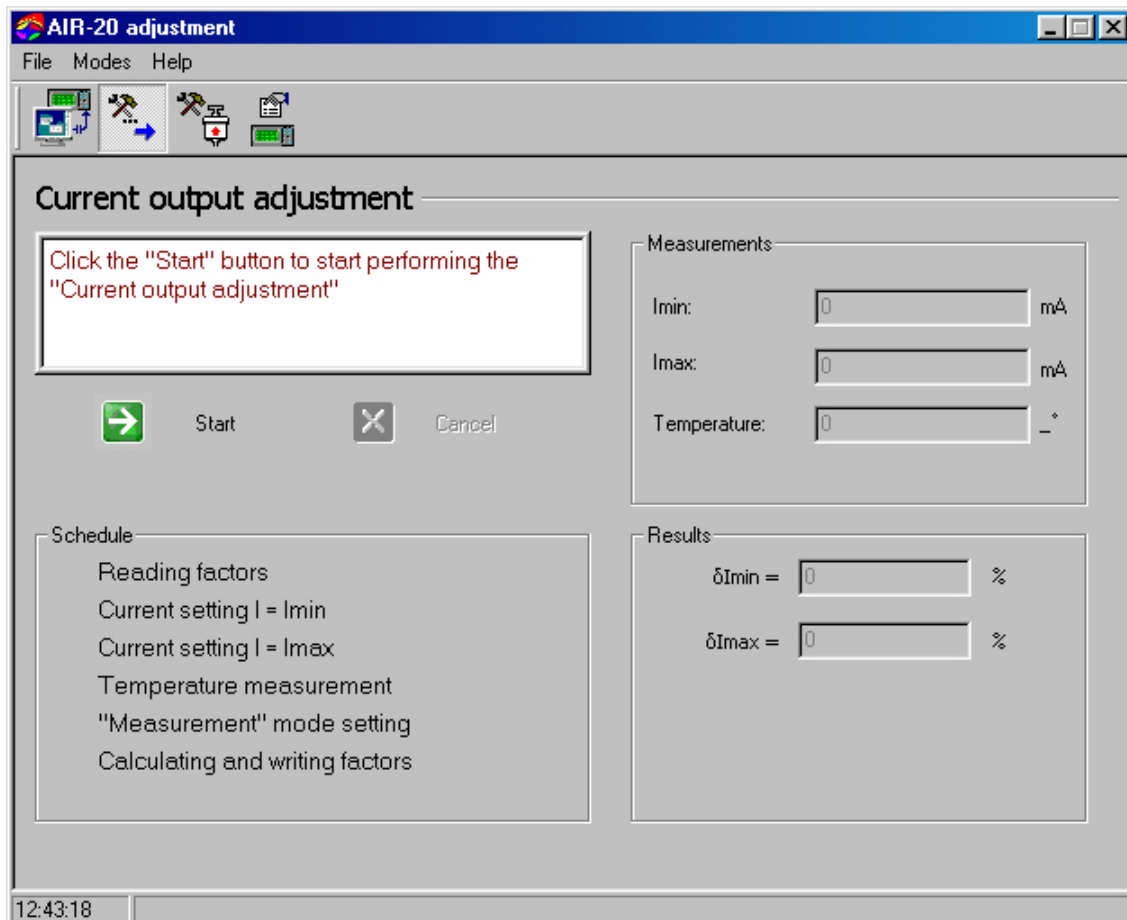 AIR-20 adjustment
File Modes Help
Current output adjustment
Click the "Start" button to start performing the
"Current output adjustment"
Start Cancel
Measurements
Imin: 0 mA
Imax: 0 mA
Temperature: 0 _°
Schedule
Reading factors
Current setting I = Imin
Current setting I = Imax
Temperature measurement
"Measurement" mode setting
Calculating and writing factors
Results
δImin = 0 %
δImax = 0 %
12:43:18